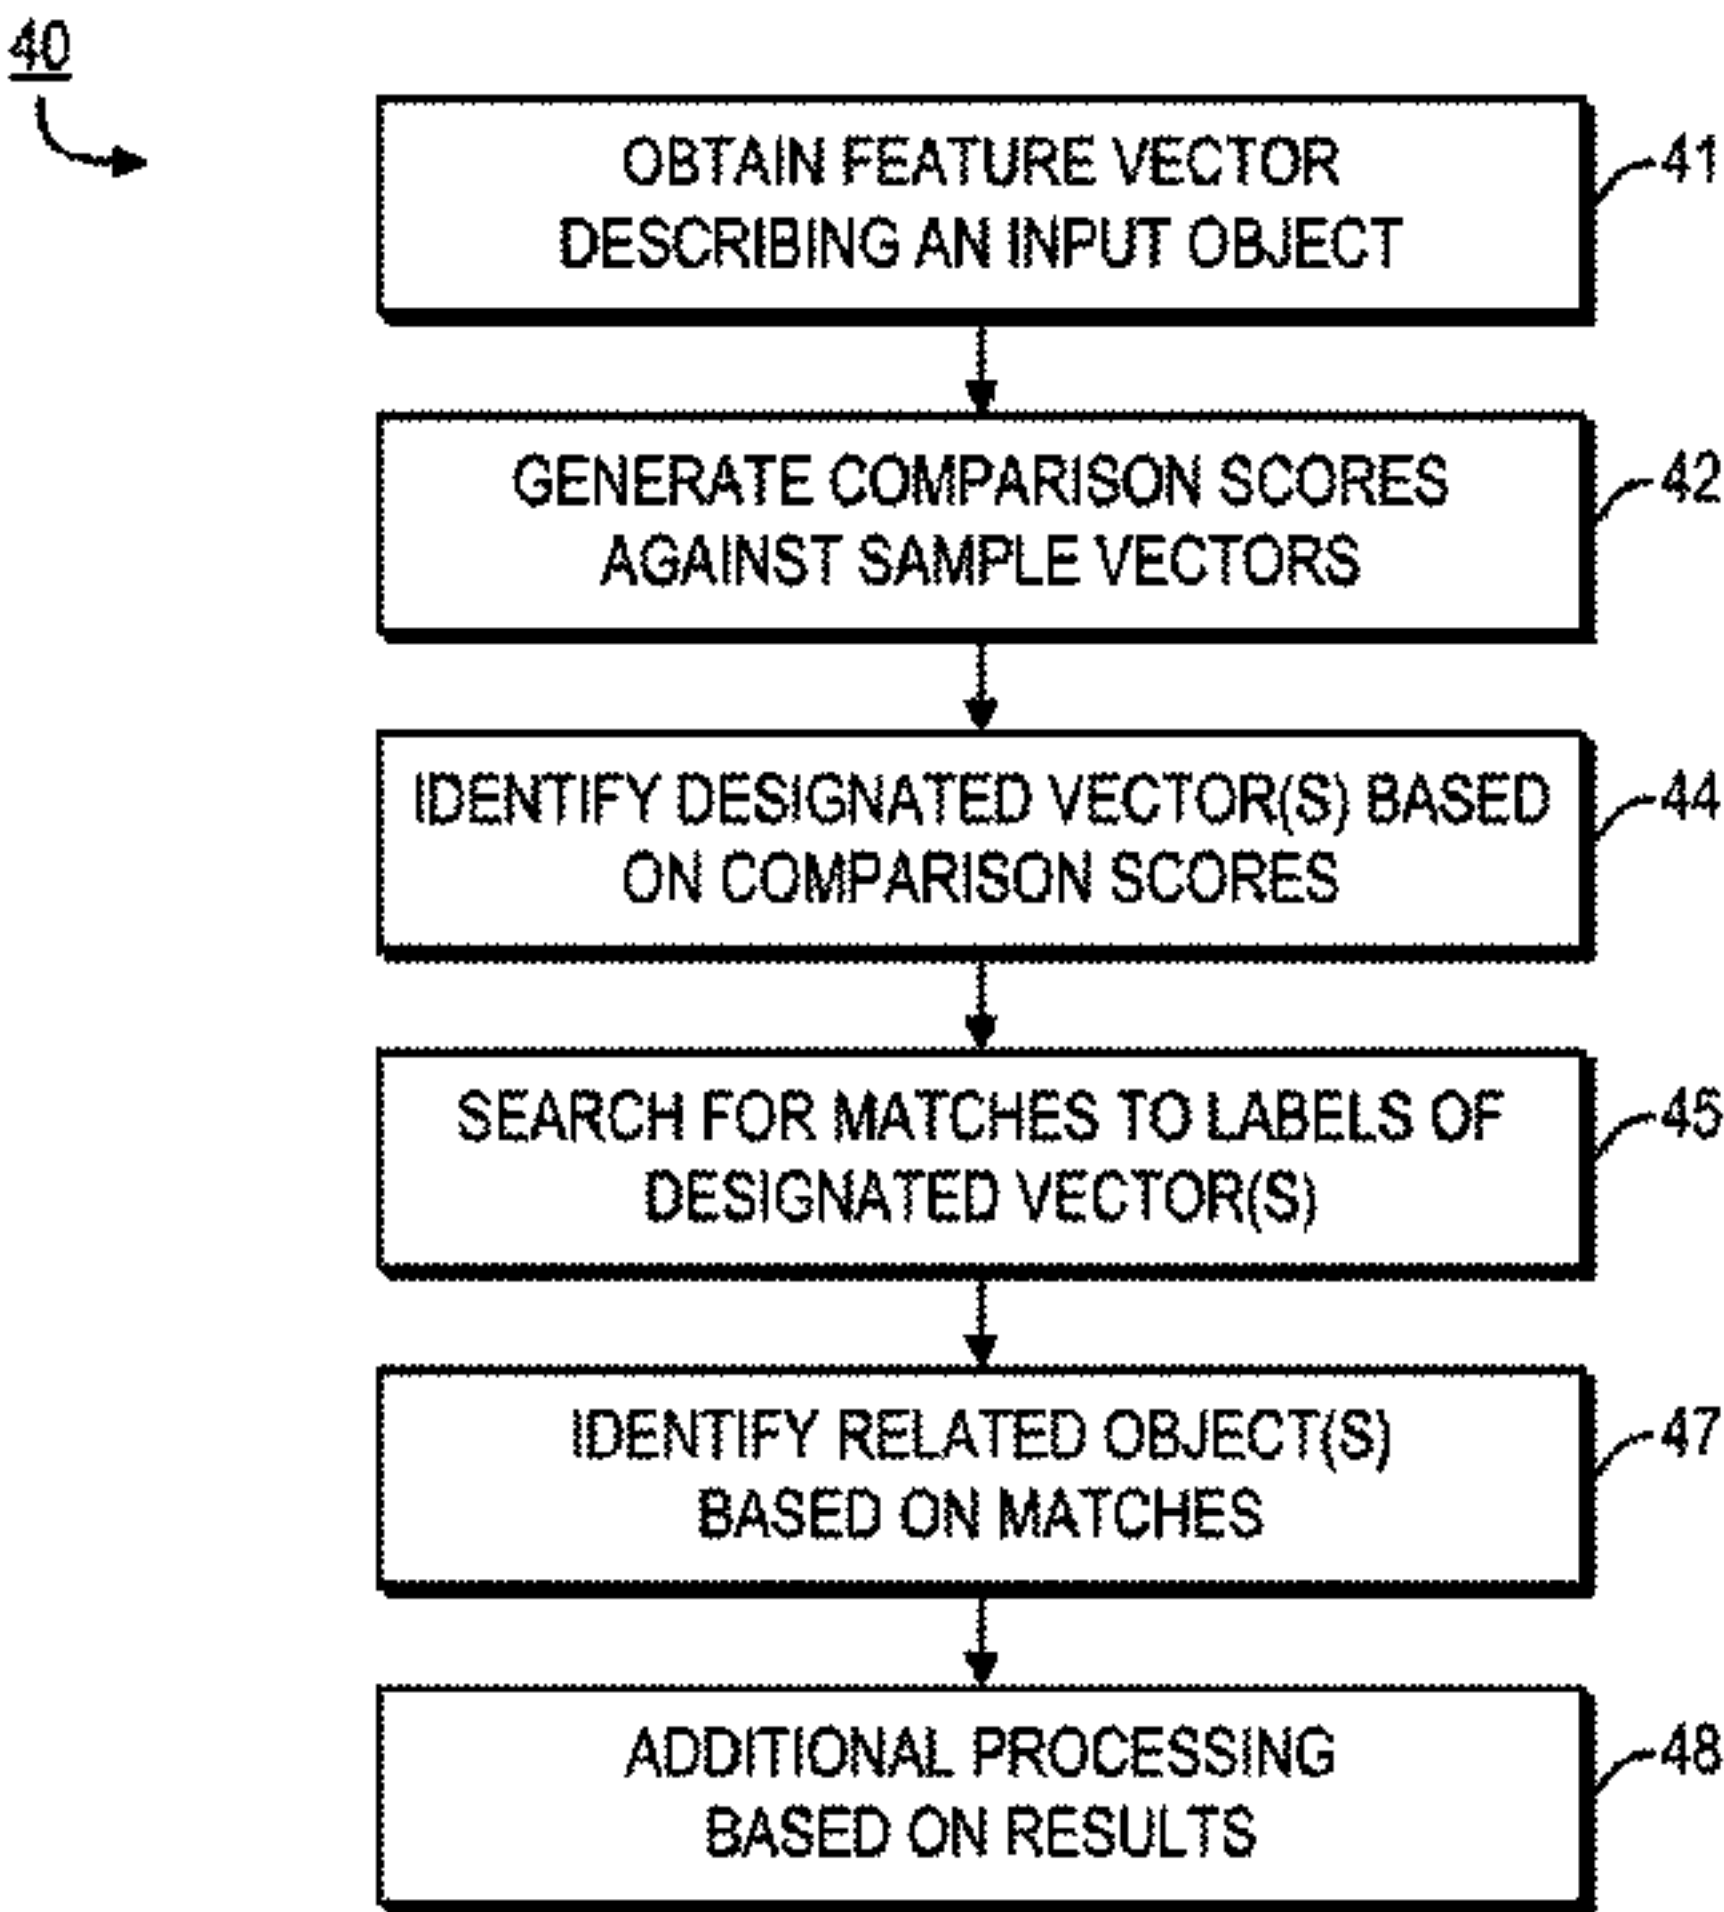 40
OBTAIN FEATURE VECTOR
DESCRIBING AN INPUT OBJECT
41
GENERATE COMPARISON SCORES
AGAINST SAMPLE VECTORS
42
IDENTIFY DESIGNATED VECTOR(S) BASED
ON COMPARISON SCORES
44
SEARCH FOR MATCHES TO LABELS OF
DESIGNATED VECTOR(S)
45
IDENTIFY RELATED OBJECT(S)
BASED ON MATCHES
47
ADDITIONAL PROCESSING
BASED ON RESULTS
48